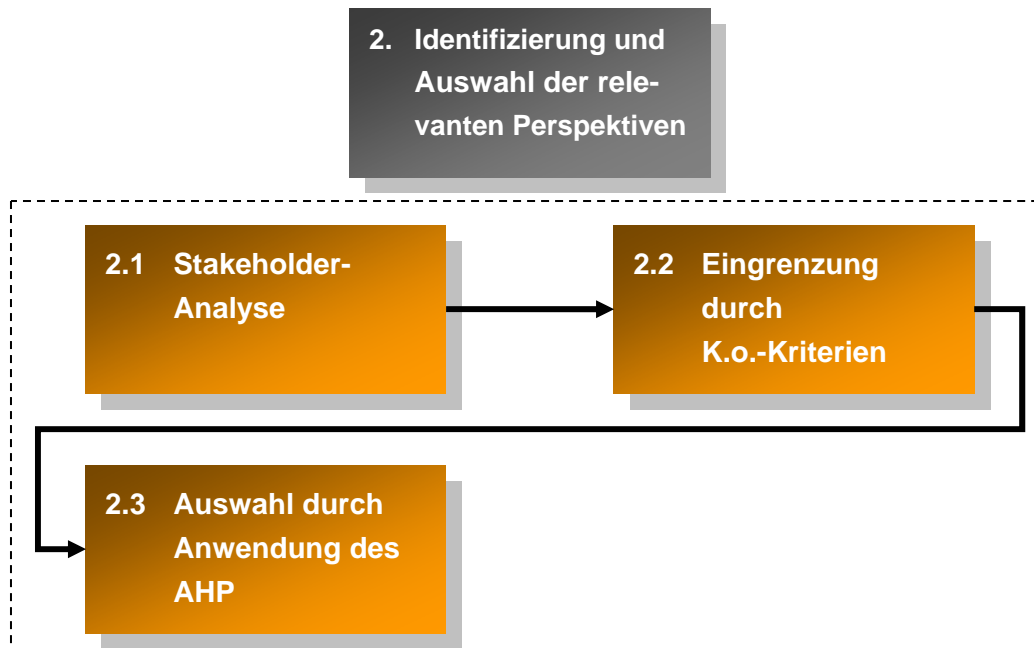 2. Identifizierung und
Auswahl der rele-
vanten Perspektiven
2.1 Stakeholder-
Analyse
2.2 Eingrenzung
durch
K.o.-Kriterien
2.3 Auswahl durch
Anwendung des
AHP